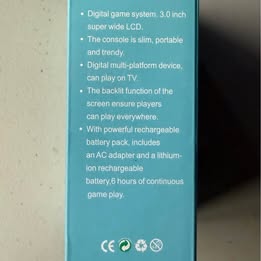 • Digital game system. 3.0 inch
super wide LCD.
• The console is slim, portable
and trendy.
• Digital multi-platform device,
can play on TV.
• The backlit function of the
screen ensure players
can play everywhere.
• With powerful rechargeable
battery pack, includes
an AC adapter and a lithium-
ion rechargeable
battery,6 hours of continuous
game play.
CE